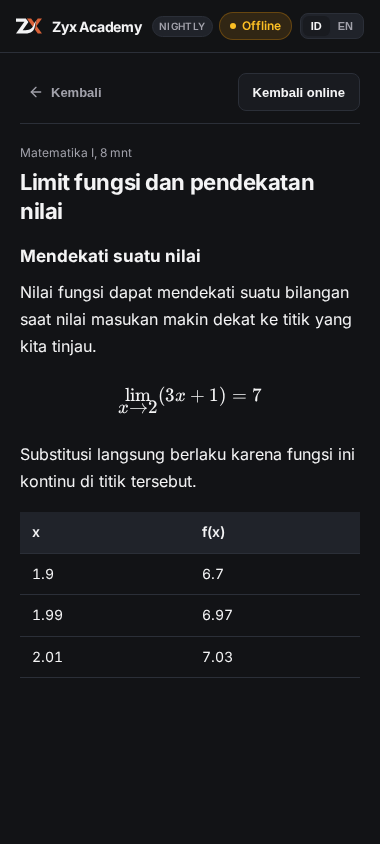 ZX Zyx Academy NIGHTLY Offline ID EN
Kembali Kembali online
Matematika I, 8 mnt
Limit fungsi dan pendekatan
nilai
Mendekati suatu nilai
Nilai fungsi dapat mendekati suatu bilangan
saat nilai masukan makin dekat ke titik yang
kita tinjau.
lim x→2 (3x + 1) = 7
Substitusi langsung berlaku karena fungsi ini
kontinu di titik tersebut.
x f(x)
1.9 6.7
1.99 6.97
2.01 7.03